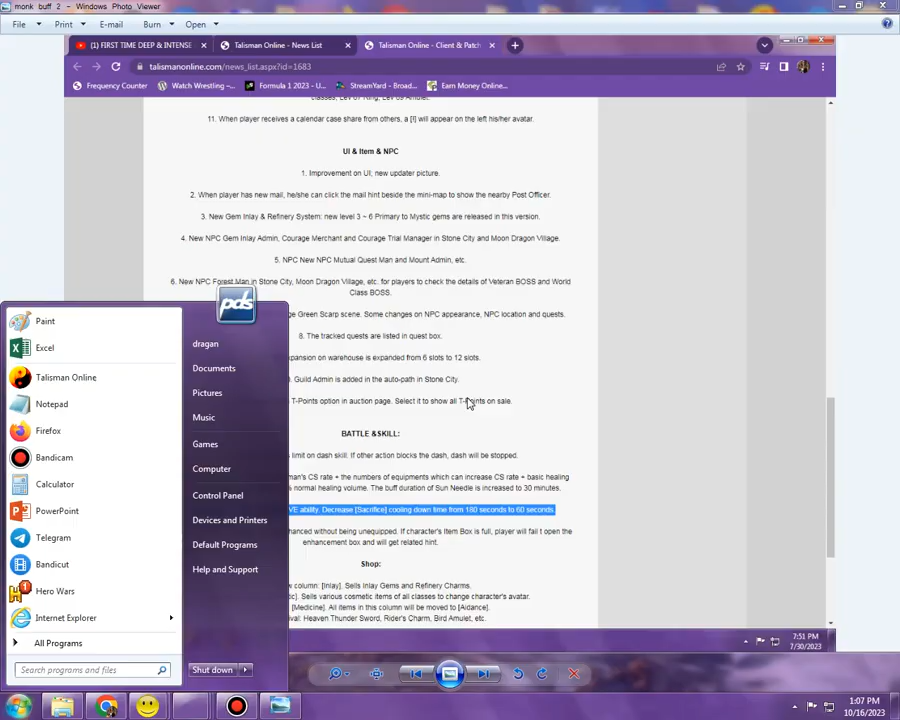 monk buff 2 - Windows Photo Viewer
File Print E-mail Burn Open
(1) FIRST TIME DEEP & INTENSE Talisman Online - News List Talisman Online - Client & Patch
talismanonline.com/news_list.aspx?id=1683
Frequency Counter Watch Wrestling ~... Formula 1 2023 - U... StreamYard - Broad... Earn Money Online...
classes, Lev 67 Ring, Lev 69 Amulet.
11. When player receives a calendar case share from others, a [!] will appear on the left his/her avatar.
UI & Item & NPC
1. Improvement on UI; new updater picture.
2. When player has new mail, he/she can click the mail hint beside the mini-map to show the nearby Post Officer.
3. New Gem Inlay & Refinery System: new level 3 ~ 6 Primary to Mystic gems are released in this version.
4. New NPC Gem Inlay Admin, Courage Merchant and Courage Trial Manager in Stone City and Moon Dragon Village.
5. NPC New NPC Mutual Quest Man and Mount Admin, etc.
6. New NPC Forest Man in Stone City, Moon Dragon Village, etc. for players to check the details of Veteran BOSS and World
Class BOSS.
ge Green Scarp scene. Some changes on NPC appearance, NPC location and quests.
8. The tracked quests are listed in quest box.
xpansion on warehouse is expanded from 6 slots to 12 slots.
. Guild Admin is added in the auto-path in Stone City.
T-Points option in auction page. Select it to show all T-Points on sale.
BATTLE &SKILL:
s limit on dash skill. If other action blocks the dash, dash will be stopped.
man's CS rate + the numbers of equipments which can increase CS rate + basic healing
s normal healing volume. The buff duration of Sun Needle is increased to 30 minutes.
VE ability. Decrease [Sacrifice] cooling down time from 180 seconds to 60 seconds.
hanced without being unequipped. If character's Item Box is full, player will fail t open the
enhancement box and will get related hint.
Shop:
w column: [Inlay]. Sells Inlay Gems and Refinery Charms.
tic]. Sells various cosmetic items of all classes to change character's avatar.
[Medicine]. All items in this column will be moved to [Aidance].
ival: Heaven Thunder Sword, Rider's Charm, Bird Amulet, etc.
7:51 PM
7/30/2023
Paint
Excel
Talisman Online
Notepad
Firefox
Bandicam
Calculator
PowerPoint
Telegram
Bandicut
Hero Wars
Internet Explorer
All Programs
Search programs and files
pds
dragan
Documents
Pictures
Music
Games
Computer
Control Panel
Devices and Printers
Default Programs
Help and Support
Shut down
1:07 PM
10/16/2023